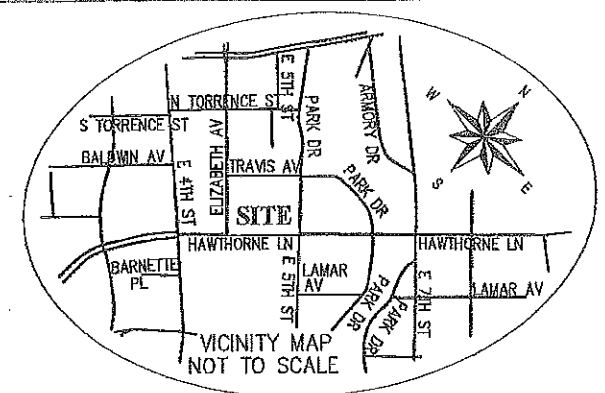 E 5TH ST
N TORRENCE ST
S TORRENCE ST
PARK DR
ARMORY DR
W
N
BALDWIN AV
E 4TH ST
ELIZABETH AV
TRAVIS AV
PARK DR
S
E
SITE
HAWTHORNE LN
HAWTHORNE LN
BARNETTE
PL
E 5TH ST
LAMAR
AV
PARK DR
PARK DR
E 7TH ST
LAMAR AV
VICINITY MAP
NOT TO SCALE